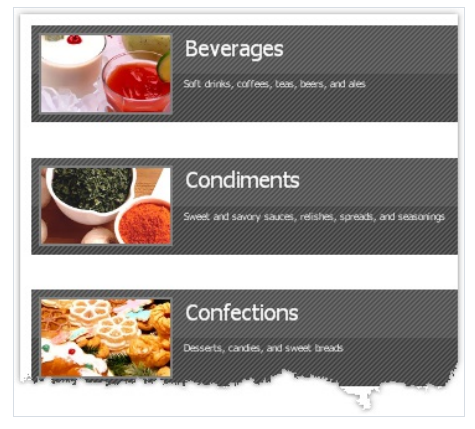 Beverages
Soft drinks, coffees, teas, beers, and ales
Condiments
Sweet and savory sauces, relishes, spreads, and seasonings
Confections
Desserts, candies, and sweet breads